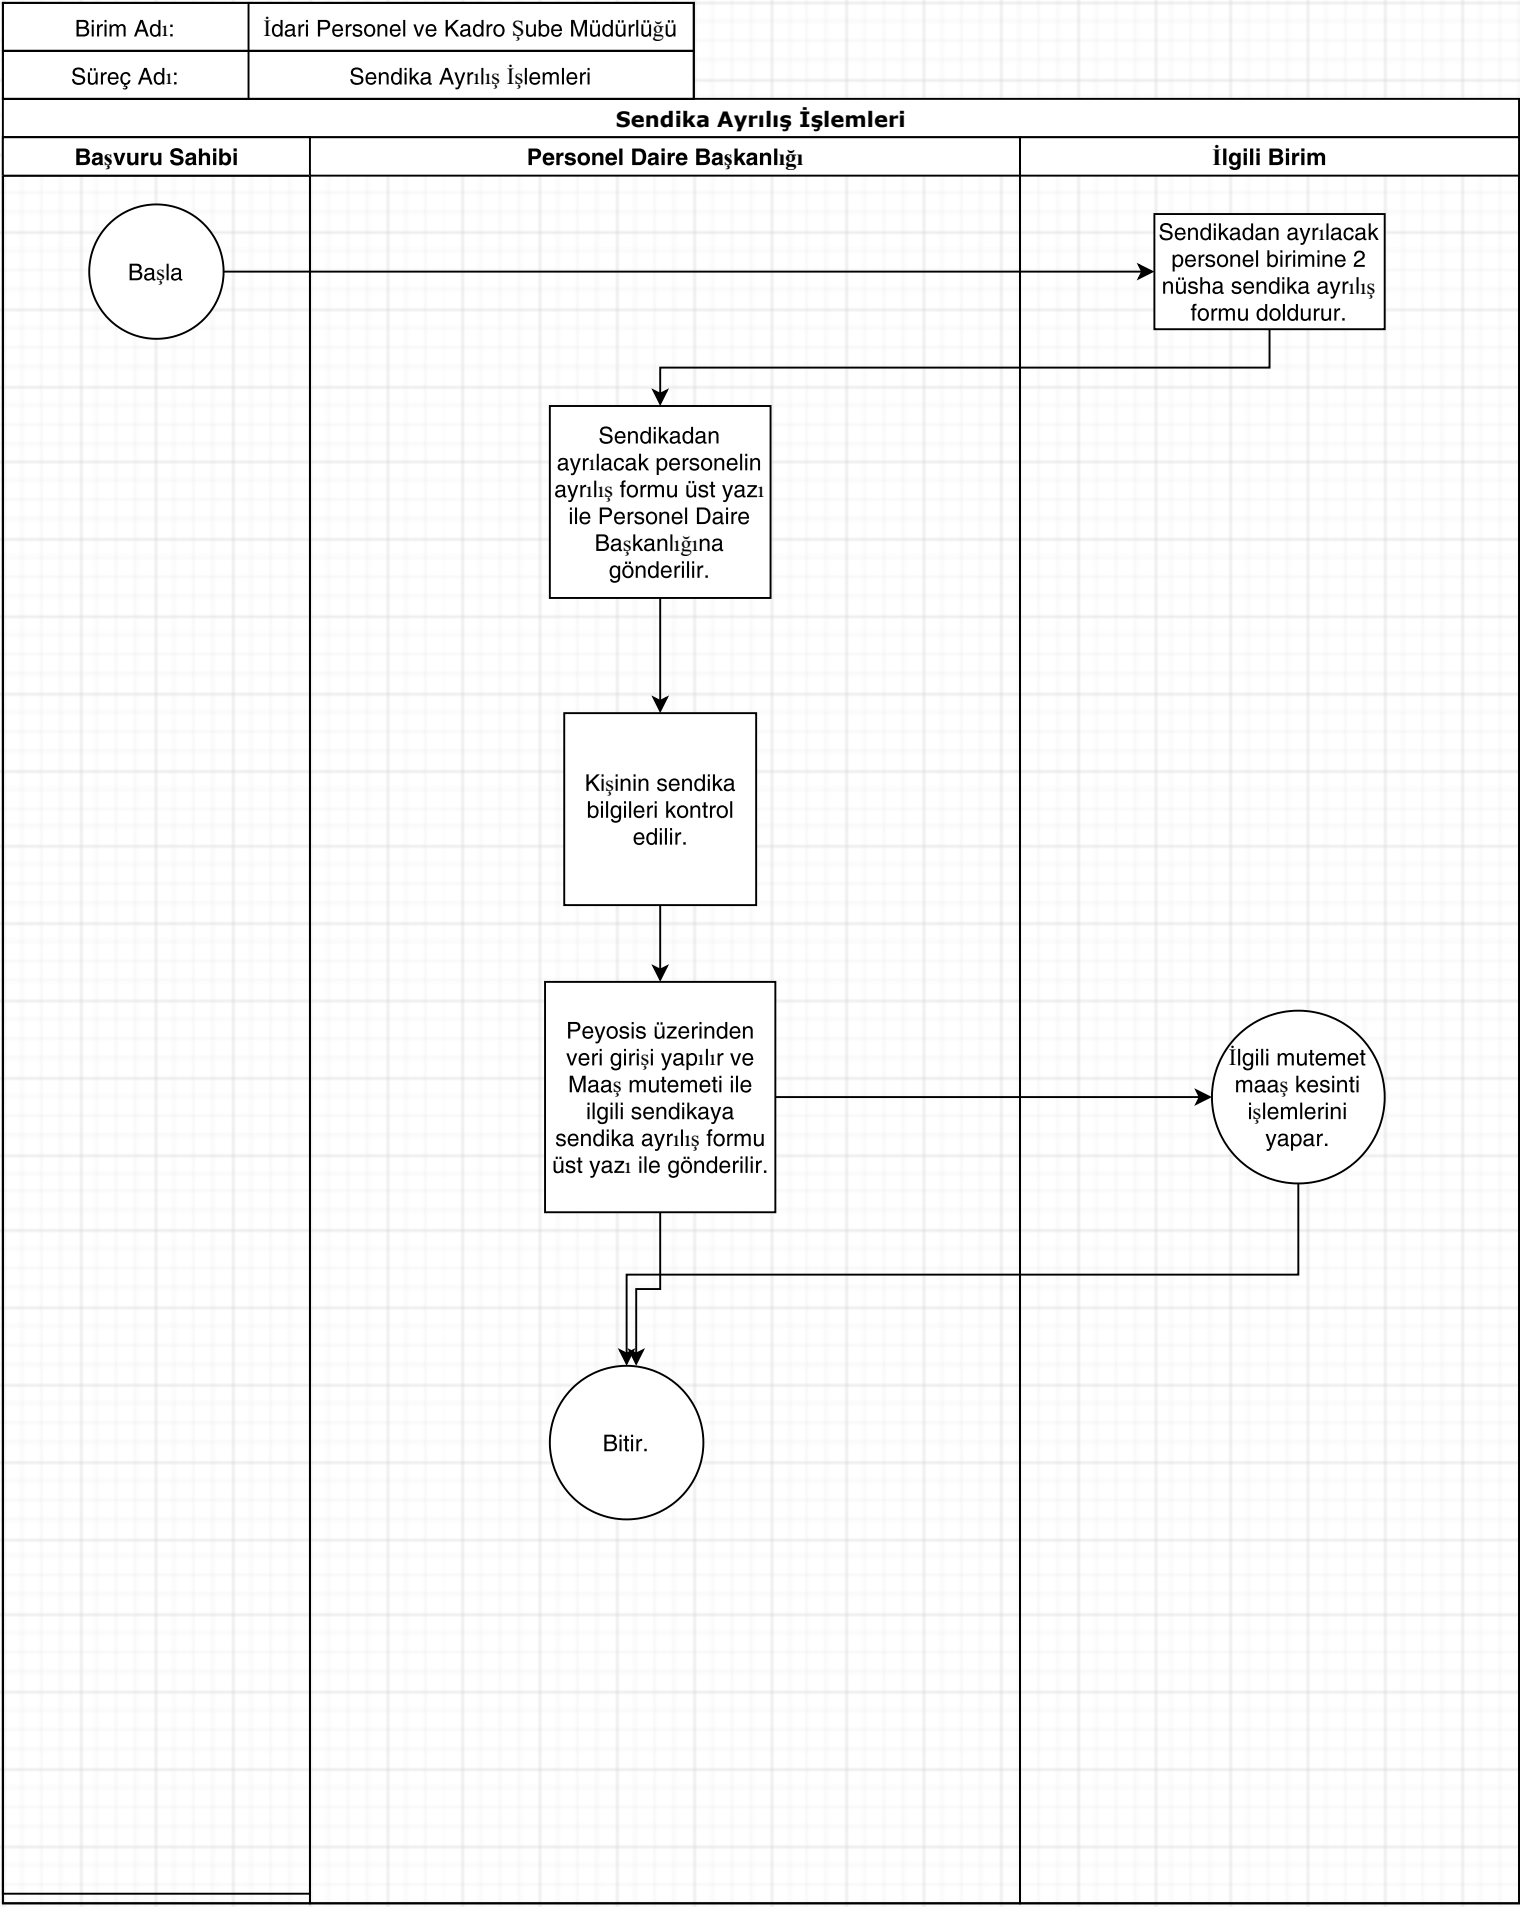 Birim Adı:
İdari Personel ve Kadro Şube Müdürlüğü
Süreç Adı:
Sendika Ayrılış İşlemleri
Sendika Ayrılış İşlemleri
Başvuru Sahibi
Personel Daire Başkanlığı
İlgili Birim
Başla
Sendikadan ayrılacak
personel birimine 2
nüsha sendika ayrılış
formu doldurur.
Sendikadan
ayrılacak personelin
ayrılış formu üst yazı
ile Personel Daire
Başkanlığına
gönderilir.
Kişinin sendika
bilgileri kontrol
edilir.
Peyosis üzerinden
veri girişi yapılır ve
Maaş mutemeti ile
ilgili sendikaya
sendika ayrılış formu
üst yazı ile gönderilir.
İlgili mutemet
maaş kesinti
işlemlerini
yapar.
Bitir.